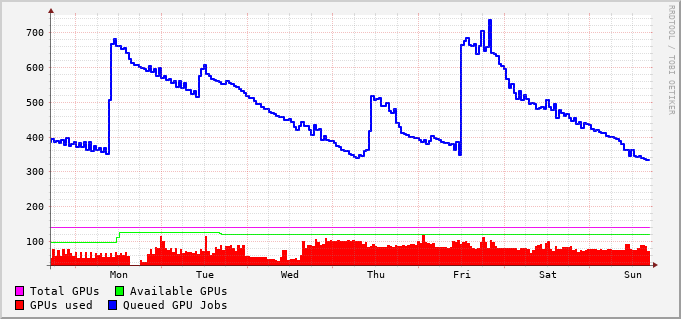 700
600
500
400
300
200
100
Mon Tue Wed Thu Fri Sat Sun
Total GPUs Available GPUs
GPUs used Queued GPU Jobs
RRDTOOL / TOBI OETIKER